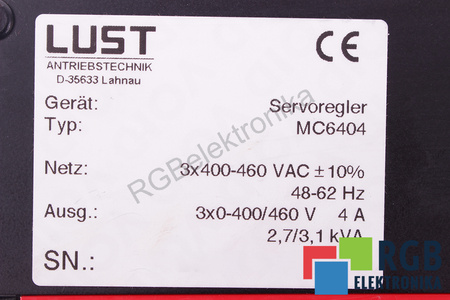 LUST
CE
ANTRIEBSTECHNIK
D-35633 Lahnau
Gerät: Servoregler
Typ: MC6404
Netz: 3x400-460 VAC ±10%
48-62 Hz
Ausg.: 3x0-400/460 V 4 A
2,7/3,1 kVA
SN.:
RGBelektronika
RGB
ELEKTRONIKA